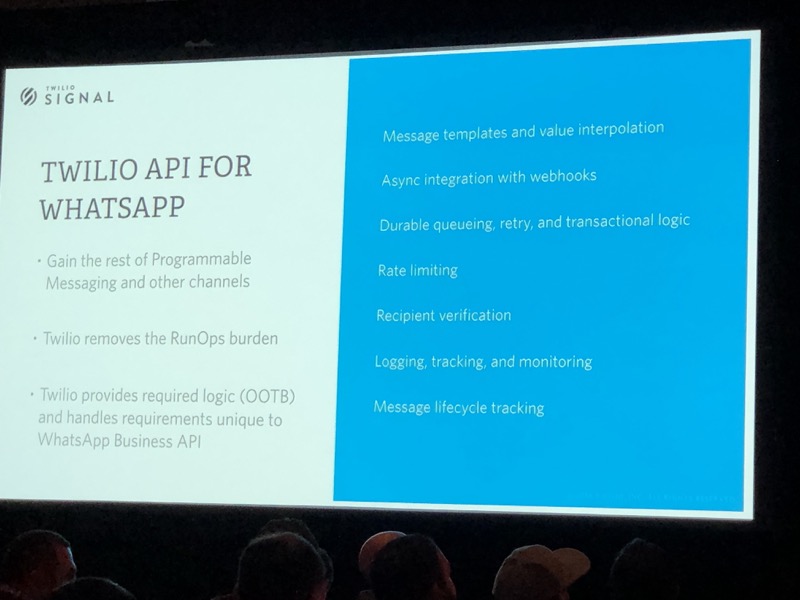 TWILIO
SIGNAL
TWILIO API FOR
WHATSAPP
• Gain the rest of Programmable
Messaging and other channels
• Twilio removes the RunOps burden
• Twilio provides required logic (OOTB)
and handles requirements unique to
WhatsApp Business API
Message templates and value interpolation
Async integration with webhooks
Durable queueing, retry, and transactional logic
Rate limiting
Recipient verification
Logging, tracking, and monitoring
Message lifecycle tracking